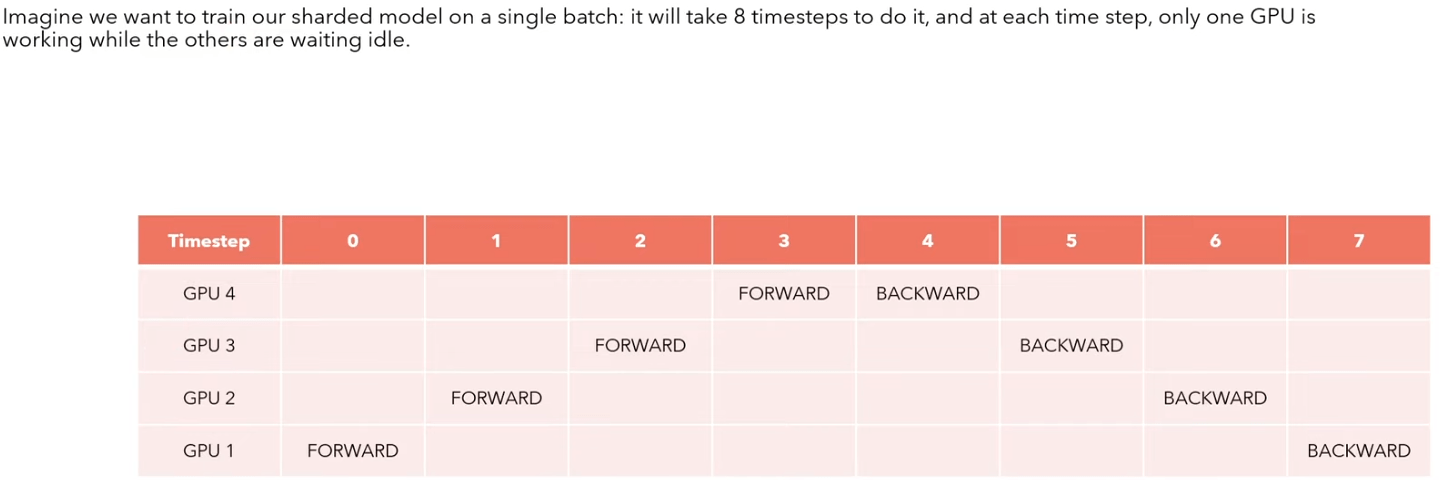 Imagine we want to train our sharded model on a single batch: it will take 8 timesteps to do it, and at each time step, only one GPU is
working while the others are waiting idle.
Timestep 0 1 2 3 4 5 6 7
GPU 4 FORWARD BACKWARD
GPU 3 FORWARD BACKWARD
GPU 2 FORWARD BACKWARD
GPU 1 FORWARD BACKWARD